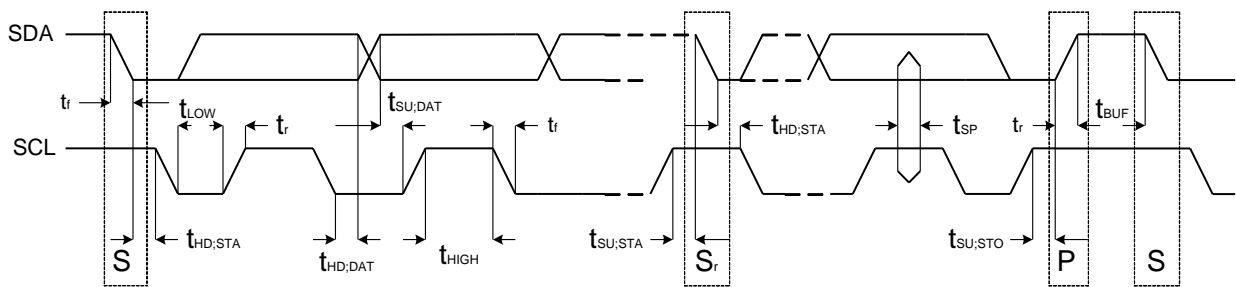 SDA
tf
tLOW
tr
tSU;DAT
tf
tHD;STA
tSP
tr
tBUF
SCL
S
tHD;STA
tHD;DAT
tHIGH
tSU;STA
Sr
tSU;STO
P
S